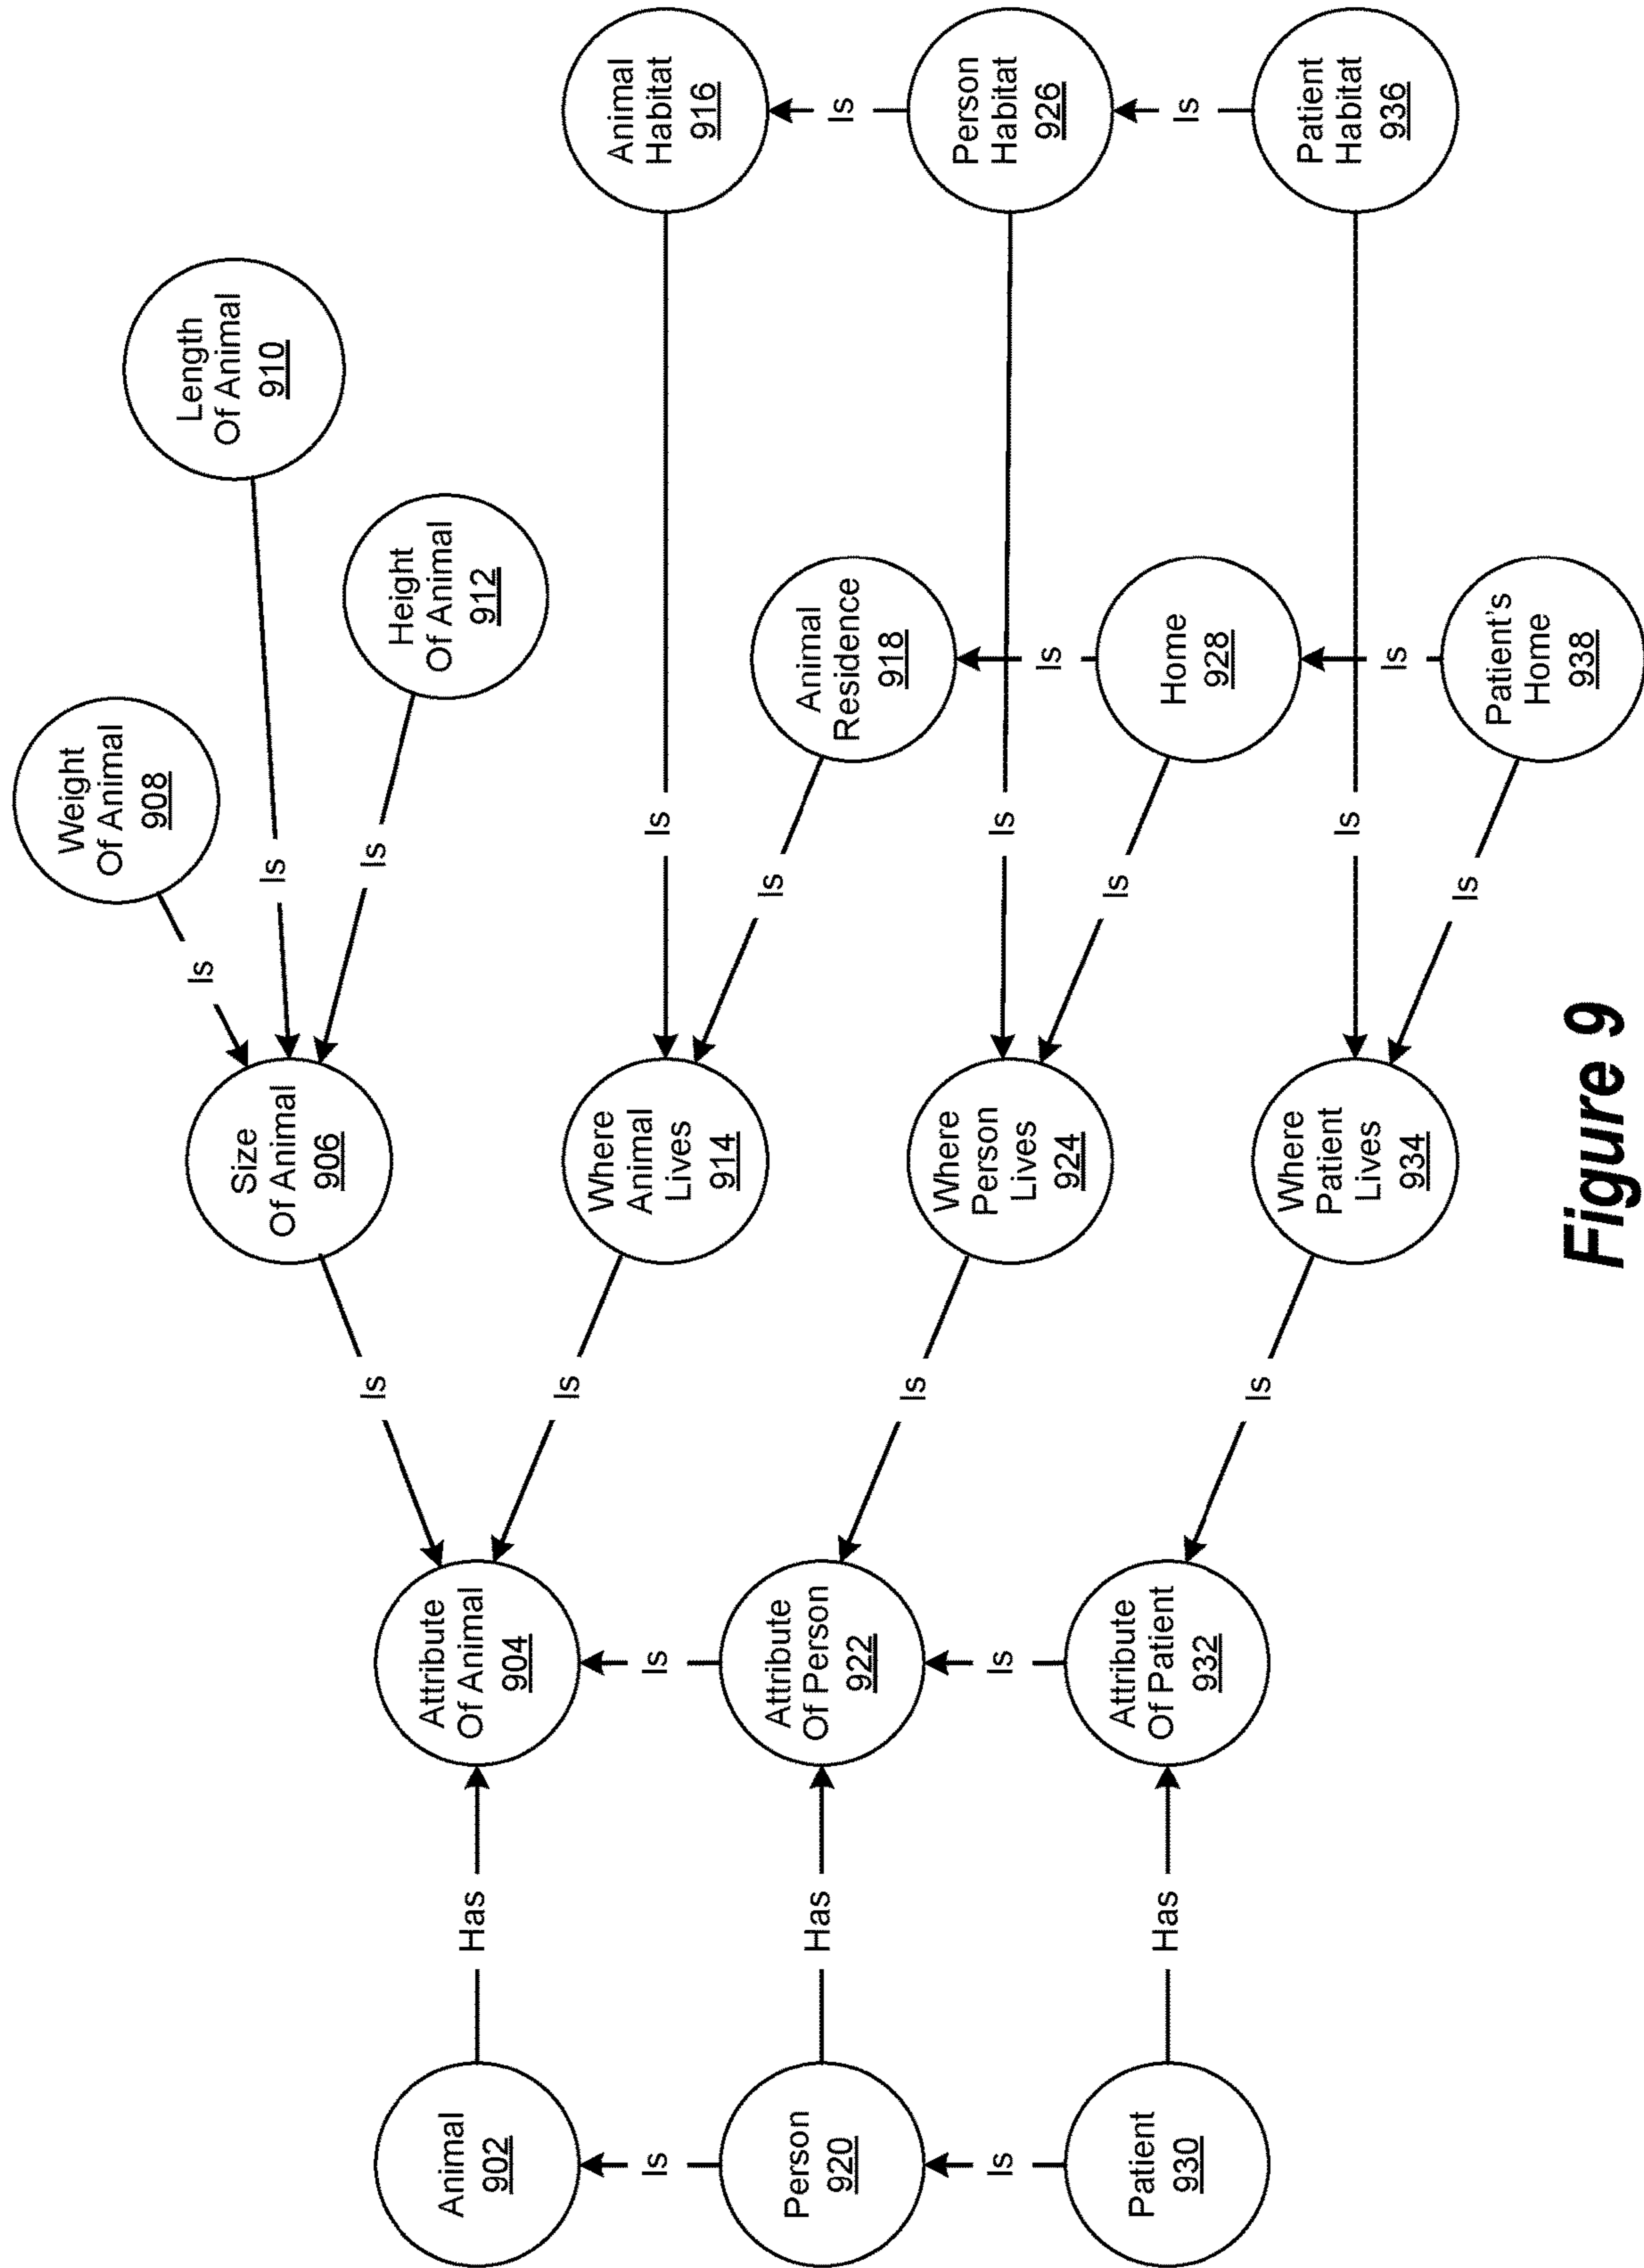 Weight
Of Animal
908
Length
Of Animal
910
Is
Size
Of Animal
906
Is
Height
Of Animal
912
Is
Is
Animal
902
Has
Attribute
Of Animal
904
Is
Where
Animal
Lives
914
Is
Animal
Habitat
916
Is
Animal
Residence
918
Is
Is
Is
Person
920
Has
Attribute
Of Person
922
Is
Where
Person
Lives
924
Is
Person
Habitat
926
Is
Home
928
Is
Is
Is
Is
Patient
930
Has
Attribute
Of Patient
932
Is
Where
Patient
Lives
934
Is
Patient
Habitat
936
Is
Patient's
Home
938
Is
Is
Figure 9